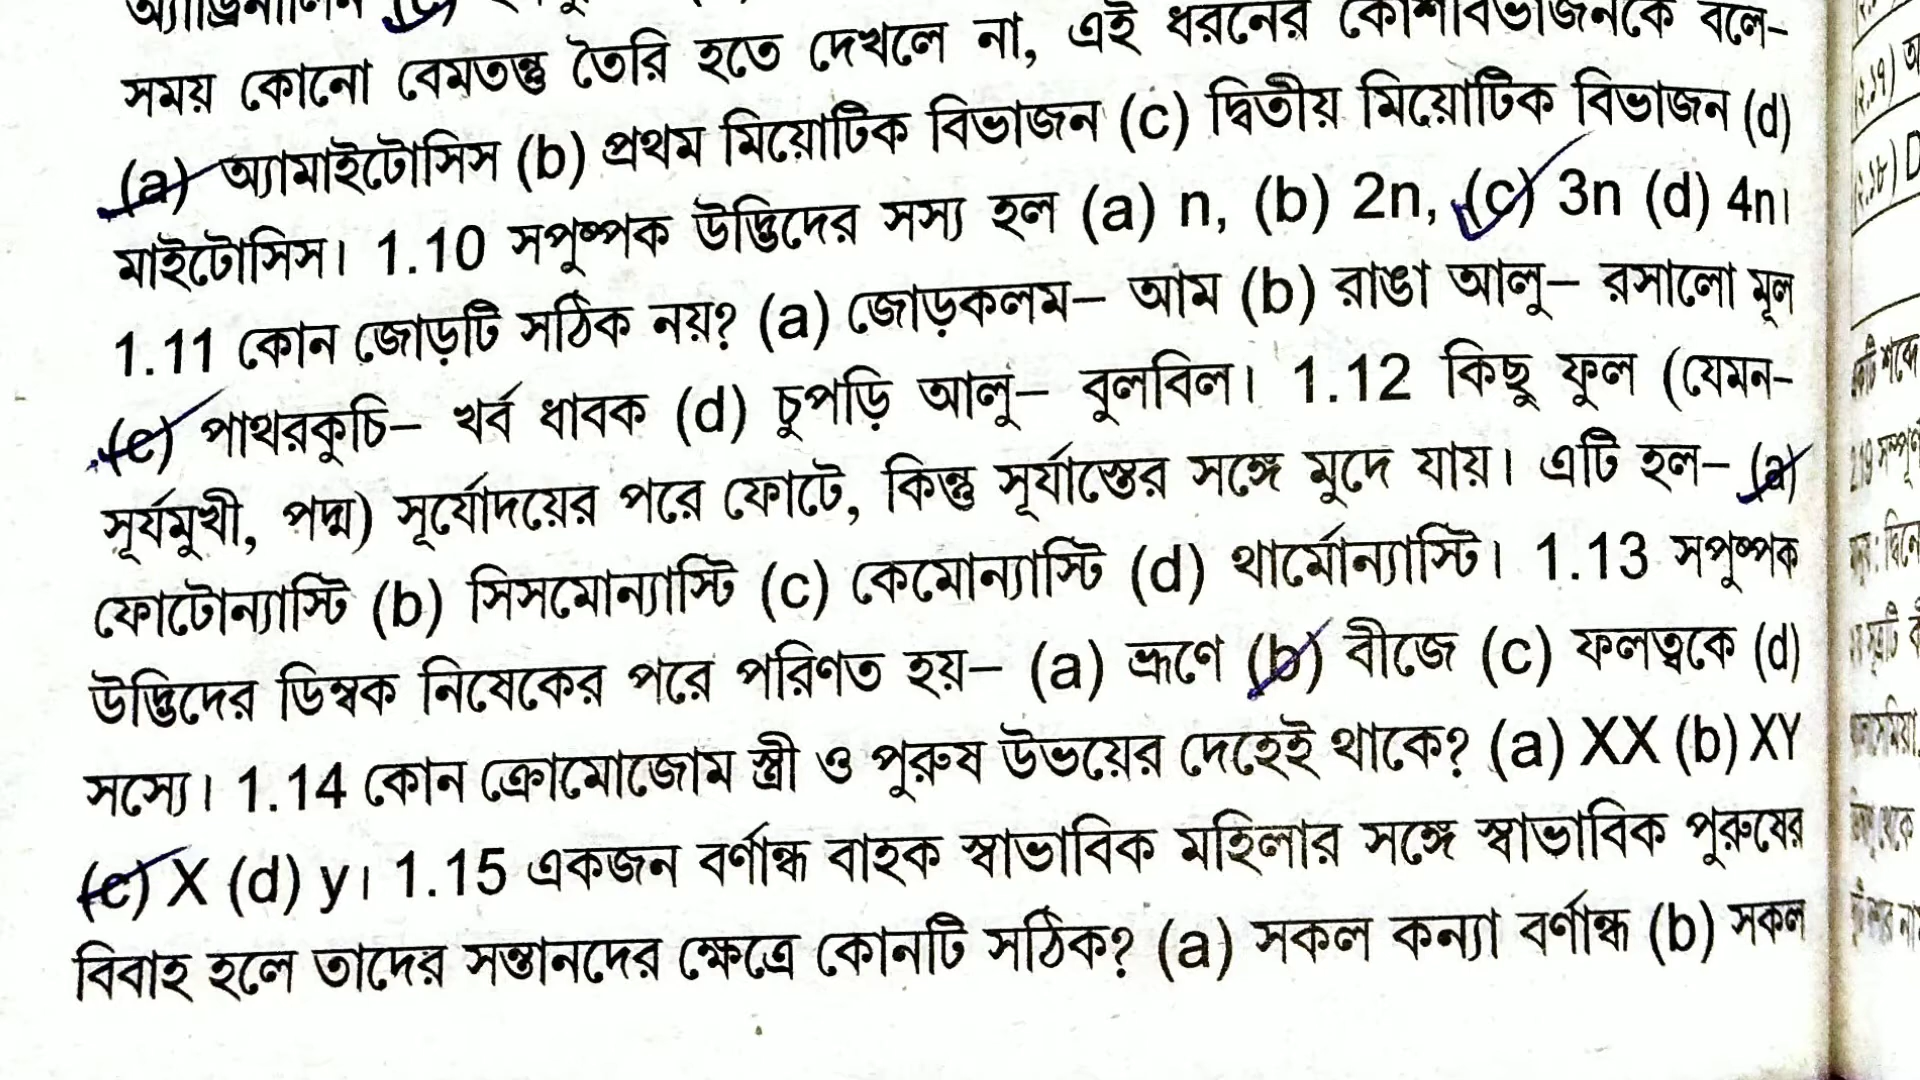 সময় কোনো বেমতন্তু তৈরি হতে দেখলে না, এই ধরনের কোশবিভাজনকে বলে–
(a) অ্যামাইটোসিস (b) প্রথম মিয়োটিক বিভাজন (c) দ্বিতীয় মিয়োটিক বিভাজন (d)
মাইটোসিস। 1.10 সপুষ্পক উদ্ভিদের সস্য হল (a) n, (b) 2n, (c) 3n (d) 4n।
1.11 কোন জোড়টি সঠিক নয়? (a) জোড়কলম– আম (b) রাঙা আলু– রসালো মূল
(c) পাথরকুচি– খর্ব ধাবক (d) চুপড়ি আলু– বুলবিল। 1.12 কিছু ফুল (যেমন–
সূর্যমুখী, পদ্ম) সূর্যোদয়ের পরে ফোটে, কিন্তু সূর্যাস্তের সঙ্গে মুদে যায়। এটি হল– (a)
ফোটোন্যাস্টি (b) সিসমোন্যাস্টি (c) কেমোন্যাস্টি (d) থার্মোন্যাস্টি। 1.13 সপুষ্পক
উদ্ভিদের ডিম্বক নিষেকের পরে পরিণত হয়– (a) ভ্রূণে (b) বীজে (c) ফলত্বকে (d)
সস্যে। 1.14 কোন ক্রোমোজোম স্ত্রী ও পুরুষ উভয়ের দেহেই থাকে? (a) XX (b) XY
(c) X (d) y। 1.15 একজন বর্ণান্ধ বাহক স্বাভাবিক মহিলার সঙ্গে স্বাভাবিক পুরুষের
বিবাহ হলে তাদের সন্তানদের ক্ষেত্রে কোনটি সঠিক? (a) সকল কন্যা বর্ণান্ধ (b) সকল